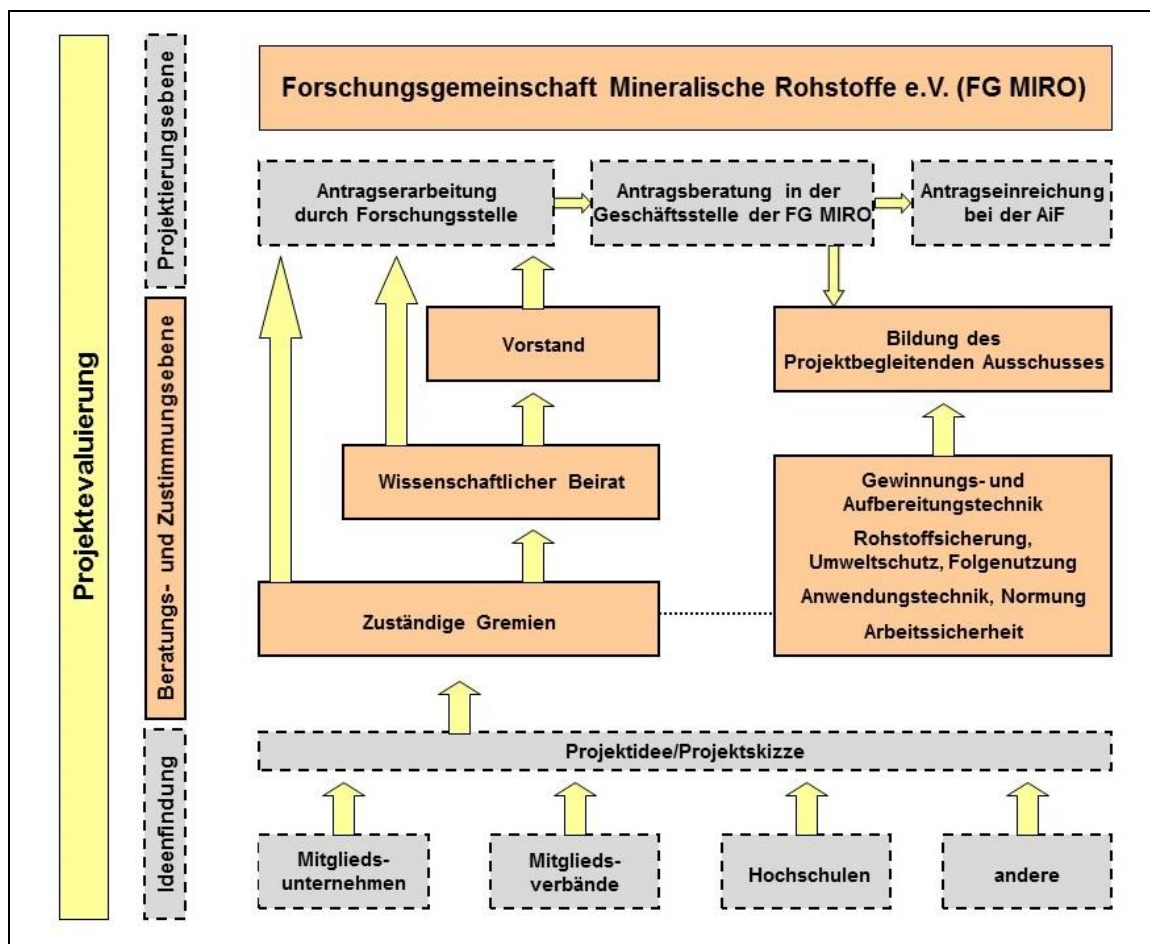 Projektevaluierung
Projektierungsebene
Beratungs- und Zustimmungsebene
Ideenfindung
Forschungsgemeinschaft Mineralische Rohstoffe e.V. (FG MIRO)
Antragserarbeitung
durch Forschungsstelle
Antragsberatung in der
Geschäftsstelle der FG MIRO
Antragseinreichung
bei der AiF
Vorstand
Bildung des
Projektbegleitenden Ausschusses
Wissenschaftlicher Beirat
Gewinnungs- und
Aufbereitungstechnik
Rohstoffsicherung,
Umweltschutz, Folgenutzung
Anwendungstechnik, Normung
Arbeitssicherheit
Zuständige Gremien
Projektidee/Projektskizze
Mitglieds-
unternehmen
Mitglieds-
verbände
Hochschulen
andere